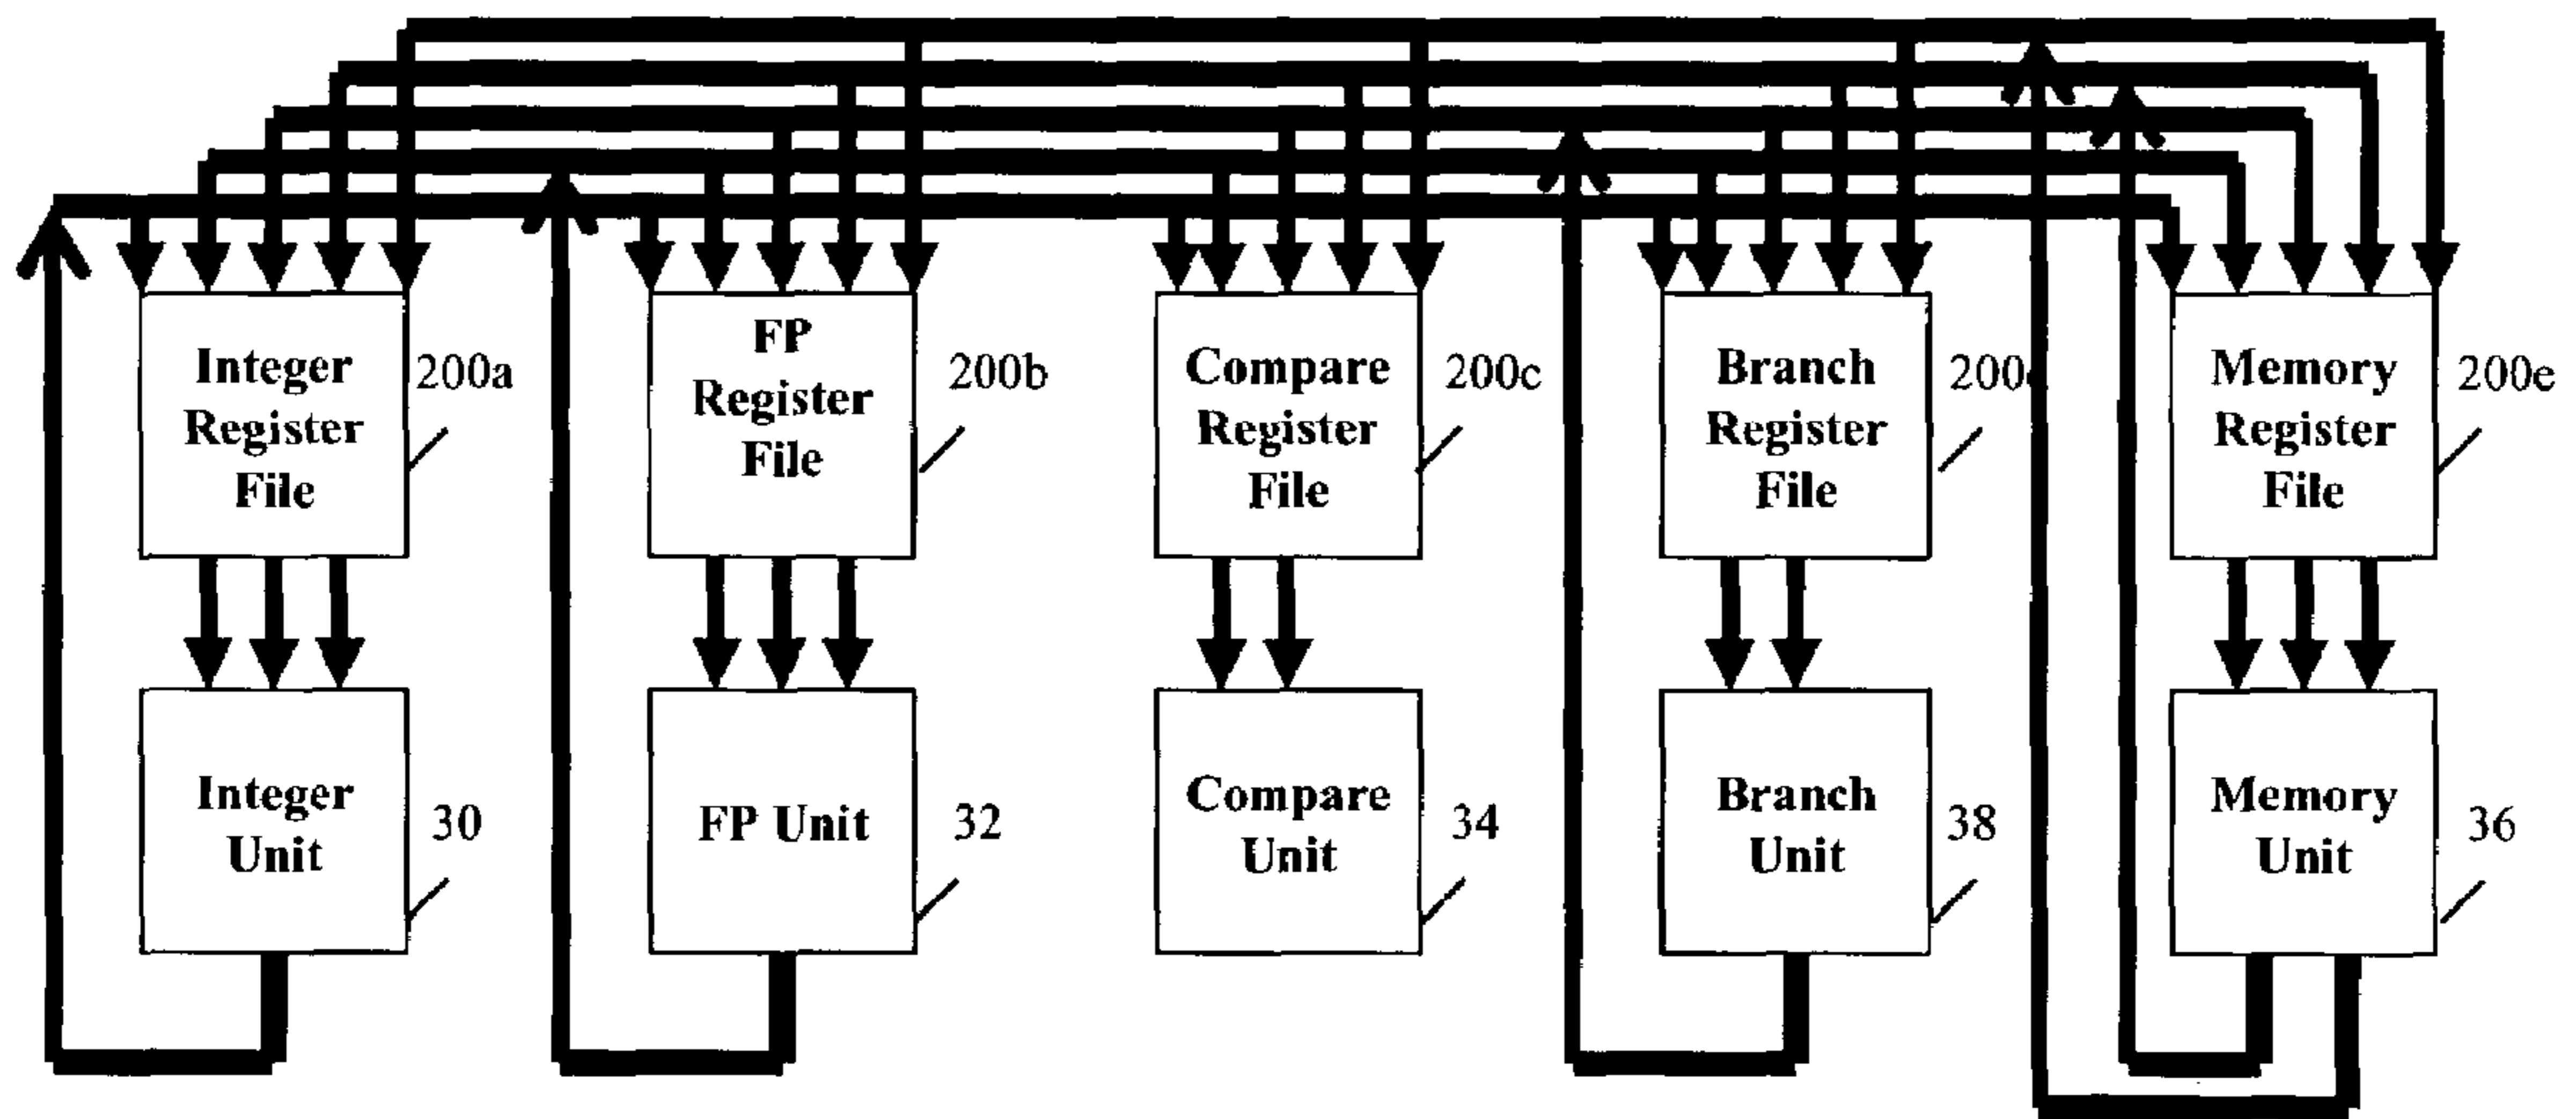 Integer
Register
File
200a
FP
Register
File
200b
Compare
Register
File
200c
Branch
Register
File
200
Memory
Register
File
200e
Integer
Unit
30
FP Unit
32
Compare
Unit
34
Branch
Unit
38
Memory
Unit
36